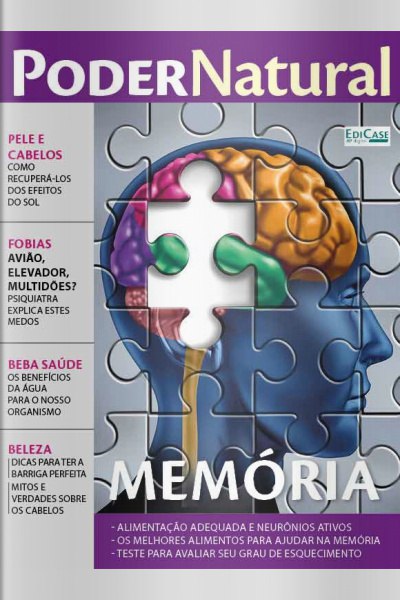 PODERNatural
EDICASE
PELE E
CABELOS
COMO
RECUPERÁ-LOS
DOS EFEITOS
DO SOL
FOBIAS
AVIÃO,
ELEVADOR,
MULTIDÕES?
PSIQUIATRA
EXPLICA ESTES
MEDOS
BEBA SAÚDE
OS BENEFÍCIOS
DA ÁGUA
PARA O NOSSO
ORGANISMO
BELEZA
DICAS PARA TER A
BARRIGA PERFEITA
MITOS E
VERDADES SOBRE
OS CABELOS
MEMÓRIA
- ALIMENTAÇÃO ADEQUADA E NEURÔNIOS ATIVOS
- OS MELHORES ALIMENTOS PARA AJUDAR NA MEMÓRIA
- TESTE PARA AVALIAR SEU GRAU DE ESQUECIMENTO